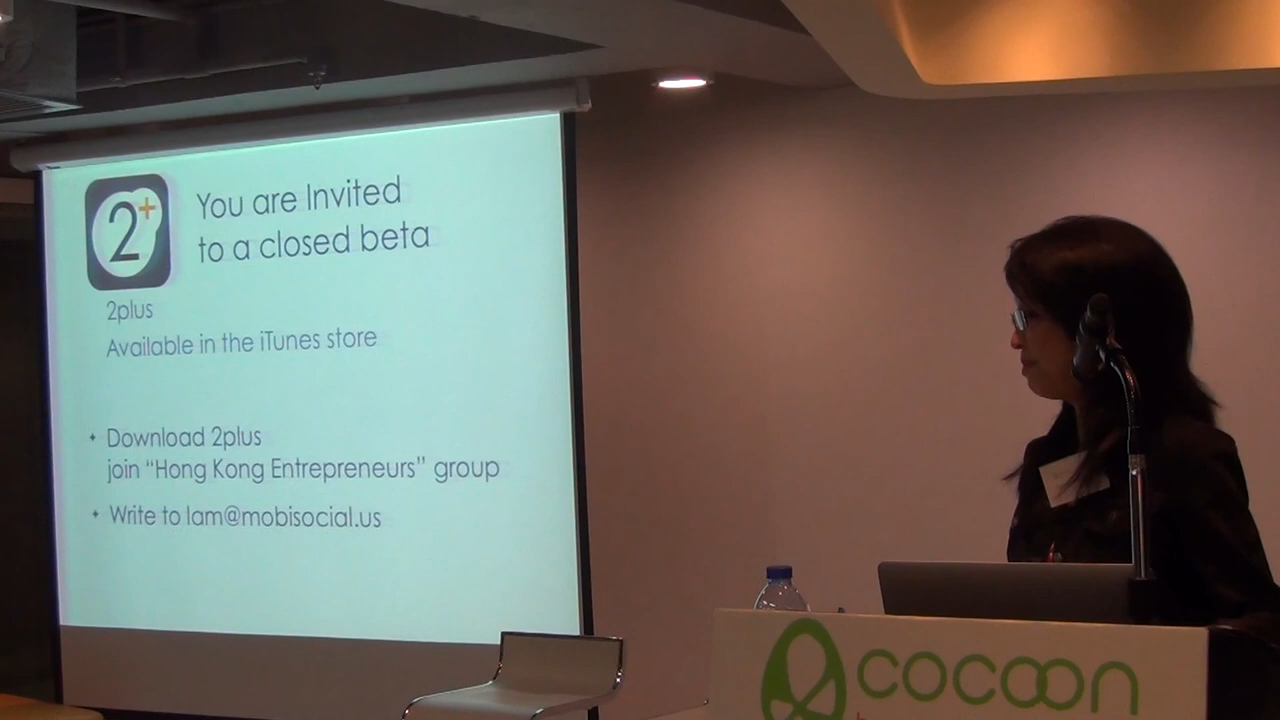 2+
You are Invited
to a closed beta
2plus
Available in the iTunes store
Download 2plus
join “Hong Kong Entrepreneurs” group
Write to lam@mobisocial.us
cocoon